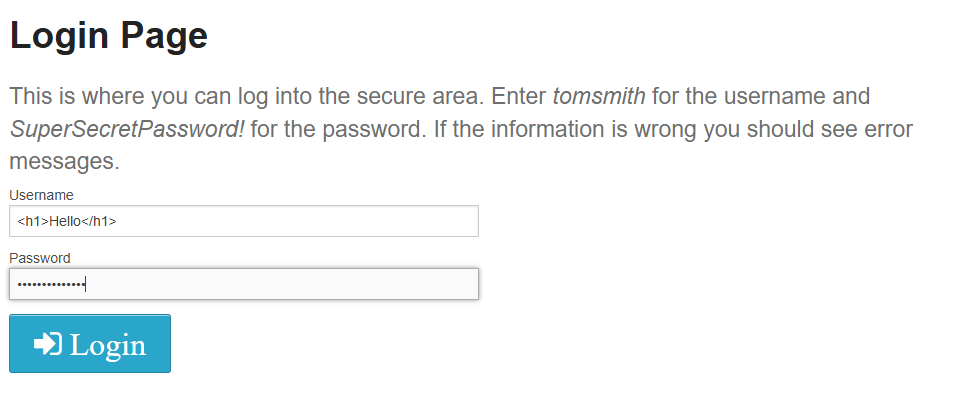 Login Page
This is where you can log into the secure area. Enter tomsmith for the username and
SuperSecretPassword! for the password. If the information is wrong you should see error
messages.
Username
<h1>Hello</h1>
Password
••••••••••••••
Login